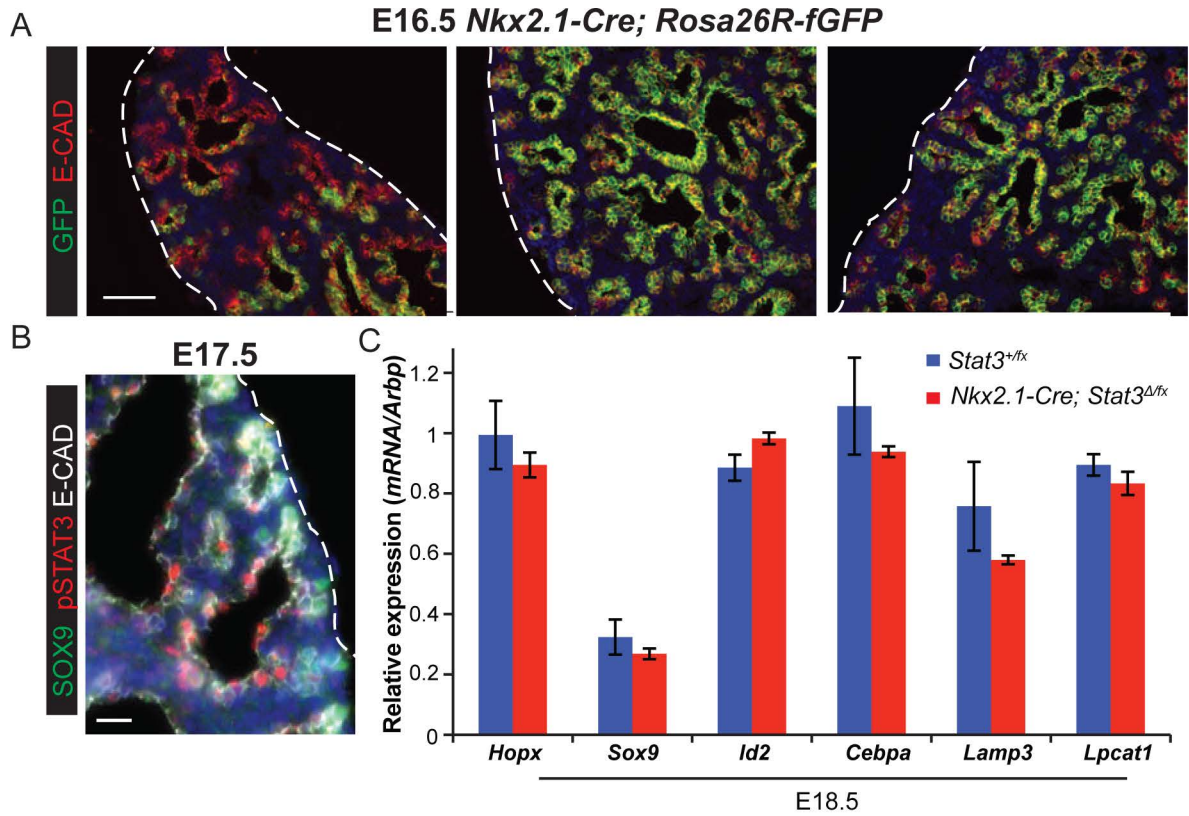 A
E16.5 Nkx2.1-Cre; Rosa26R-fGFP
GFP E-CAD
B
E17.5
SOX9 pSTAT3 E-CAD
C
Relative expression (mRNA/Arbp)
1.2
1
0.8
0.6
0.4
0.2
0
Stat3+/fx
Nkx2.1-Cre; Stat3Δ/fx
Hopx Sox9 Id2 Cebpa Lamp3 Lpcat1
E18.5